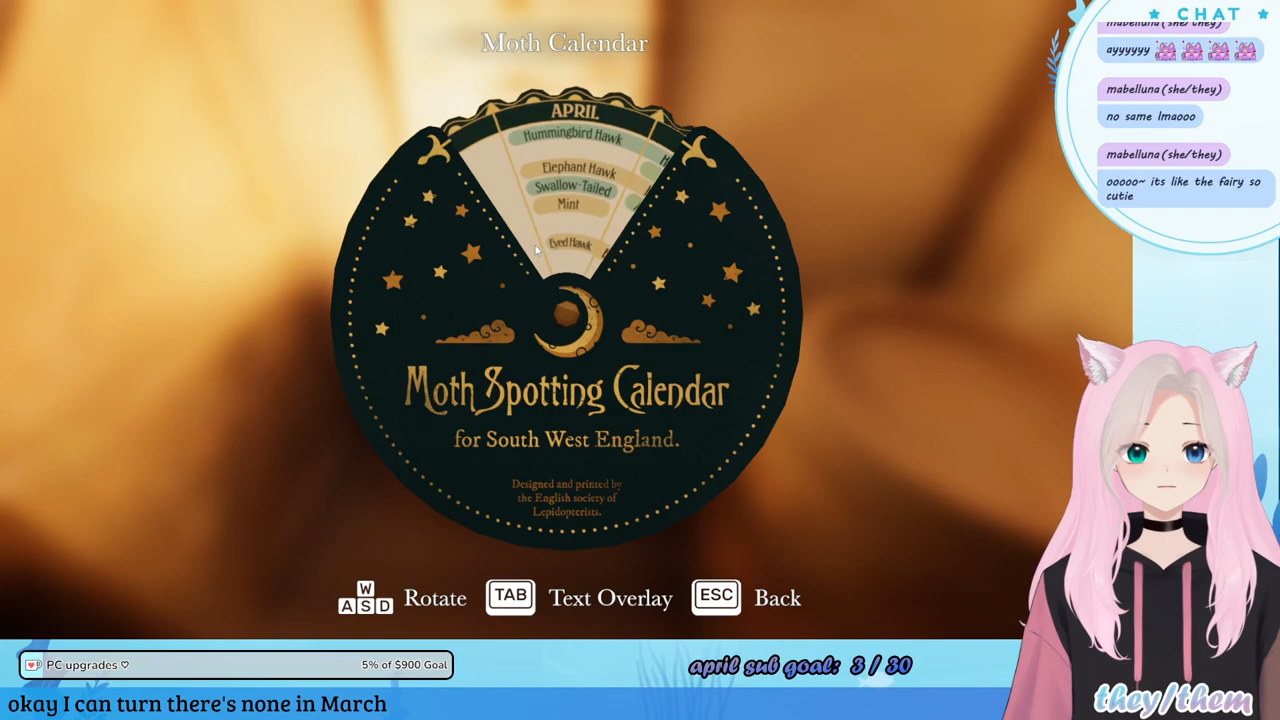 Moth Calendar
APRIL
Hummingbird Hawk
Elephant Hawk
Swallow-Tailed
Mint
Eyed Hawk
Moth Spotting Calendar
for South West England.
Designed and printed by
the English society of
Lepidopterists.
W
A S D
Rotate
TAB
Text Overlay
ESC
Back
CHAT
mabelluna(she/they)
ayyyyyy
mabelluna(she/they)
no same lmaooo
mabelluna(she/they)
ooooo~ its like the fairy so
cutie
PC upgrades ♡
5% of $900 Goal
april sub goal: 3 / 30
okay I can turn there's none in March
they/them